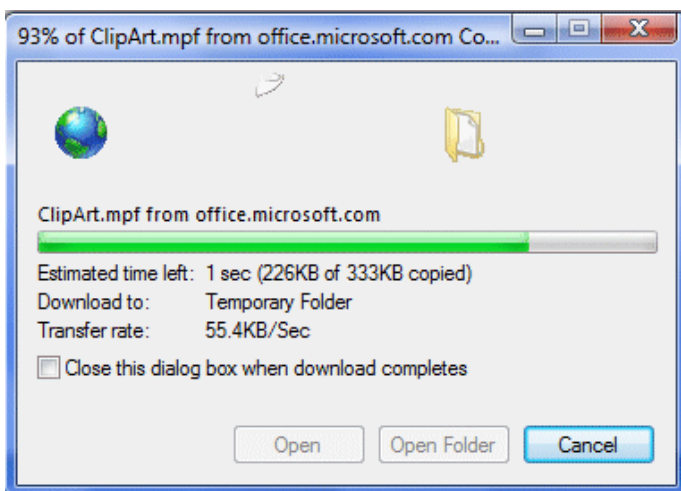 93% of ClipArt.mpf from office.microsoft.com Co...
ClipArt.mpf from office.microsoft.com
Estimated time left: 1 sec (226KB of 333KB copied)
Download to: Temporary Folder
Transfer rate: 55.4KB/Sec
Close this dialog box when download completes
Open Open Folder Cancel